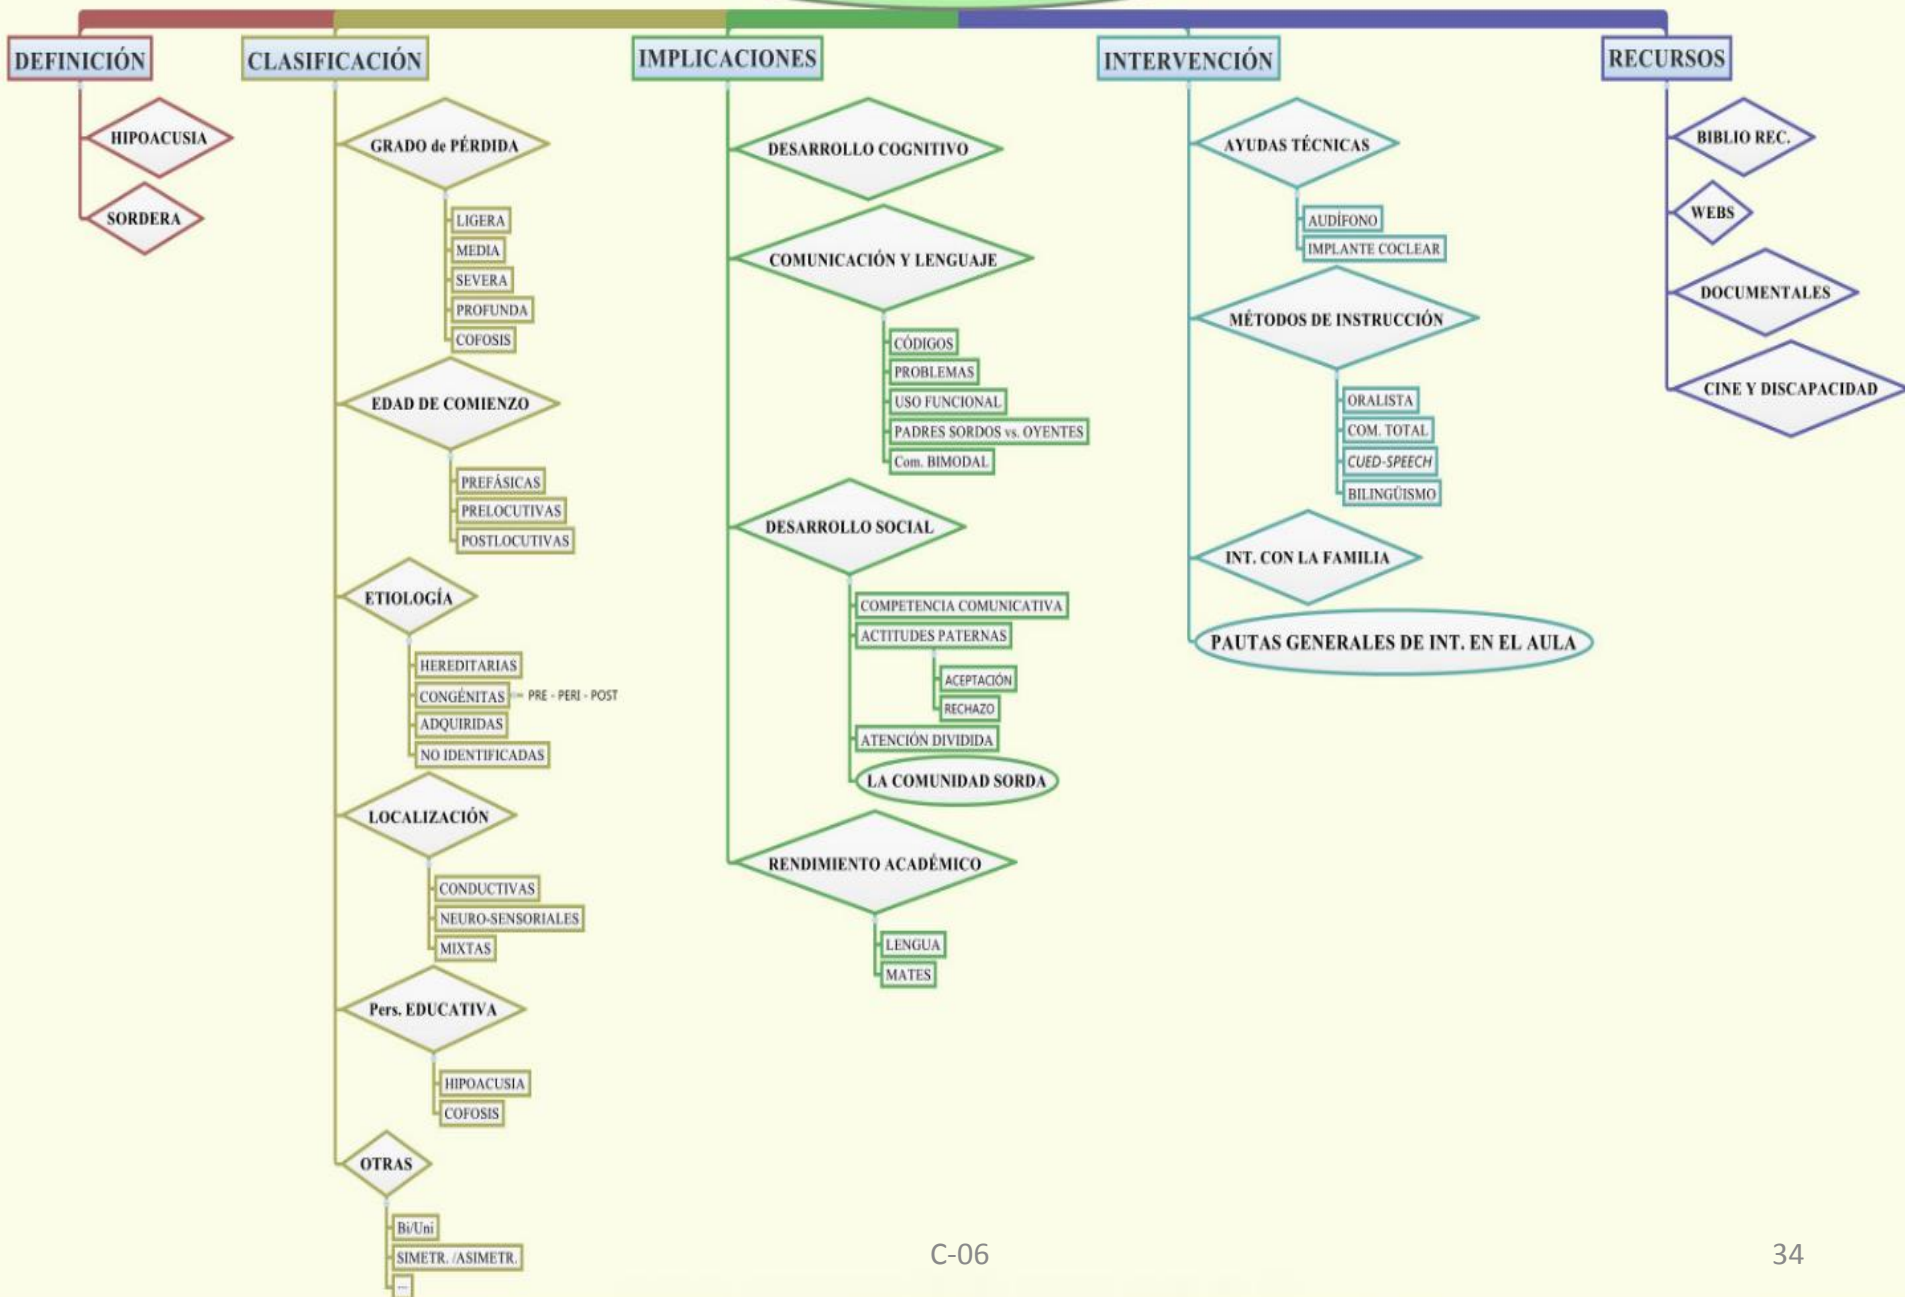 DEFINICIÓN
HIPOACUSIA
SORDERA
CLASIFICACIÓN
GRADO de PÉRDIDA
LIGERA
MEDIA
SEVERA
PROFUNDA
COFOSIS
EDAD DE COMIENZO
PREFÁSICAS
PRELOCUTIVAS
POSTLOCUTIVAS
ETIOLOGÍA
HEREDITARIAS
CONGÉNITAS PRE - PERI - POST
ADQUIRIDAS
NO IDENTIFICADAS
LOCALIZACIÓN
CONDUCTIVAS
NEURO-SENSORIALES
MIXTAS
Pers. EDUCATIVA
HIPOACUSIA
COFOSIS
OTRAS
Bi/Uni
SIMETR. /ASIMETR.
...
IMPLICACIONES
DESARROLLO COGNITIVO
COMUNICACIÓN Y LENGUAJE
CÓDIGOS
PROBLEMAS
USO FUNCIONAL
PADRES SORDOS vs. OYENTES
Com. BIMODAL
DESARROLLO SOCIAL
COMPETENCIA COMUNICATIVA
ACTITUDES PATERNAS
ACEPTACIÓN
RECHAZO
ATENCIÓN DIVIDIDA
LA COMUNIDAD SORDA
RENDIMIENTO ACADÉMICO
LENGUA
MATES
INTERVENCIÓN
AYUDAS TÉCNICAS
AUDÍFONO
IMPLANTE COCLEAR
MÉTODOS DE INSTRUCCIÓN
ORALISTA
COM. TOTAL
CUED-SPEECH
BILINGÜISMO
INT. CON LA FAMILIA
PAUTAS GENERALES DE INT. EN EL AULA
RECURSOS
BIBLIO REC.
WEBS
DOCUMENTALES
CINE Y DISCAPACIDAD
C-06
34